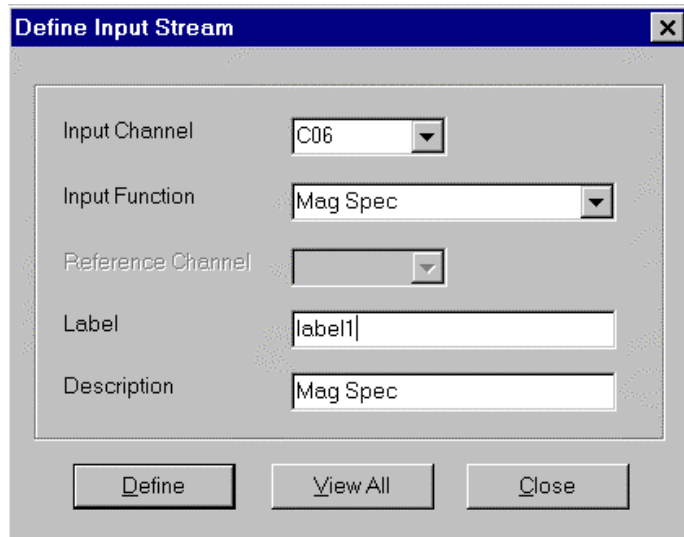 Define Input Stream
Input Channel C06
Input Function Mag Spec
Reference Channel
Label label1
Description Mag Spec
Define View All Close